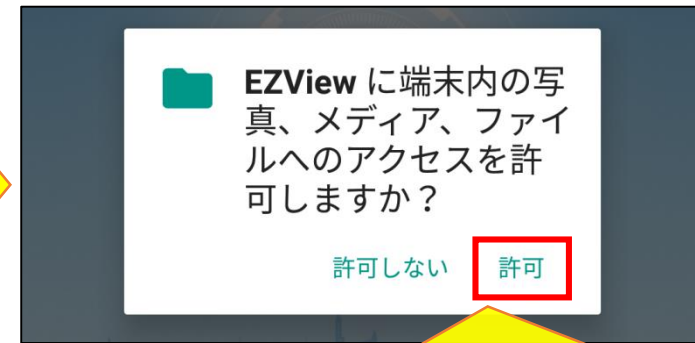 EZView に端末内の写
真、メディア、ファイ
ルへのアクセスを許
可しますか？
許可しない 許可